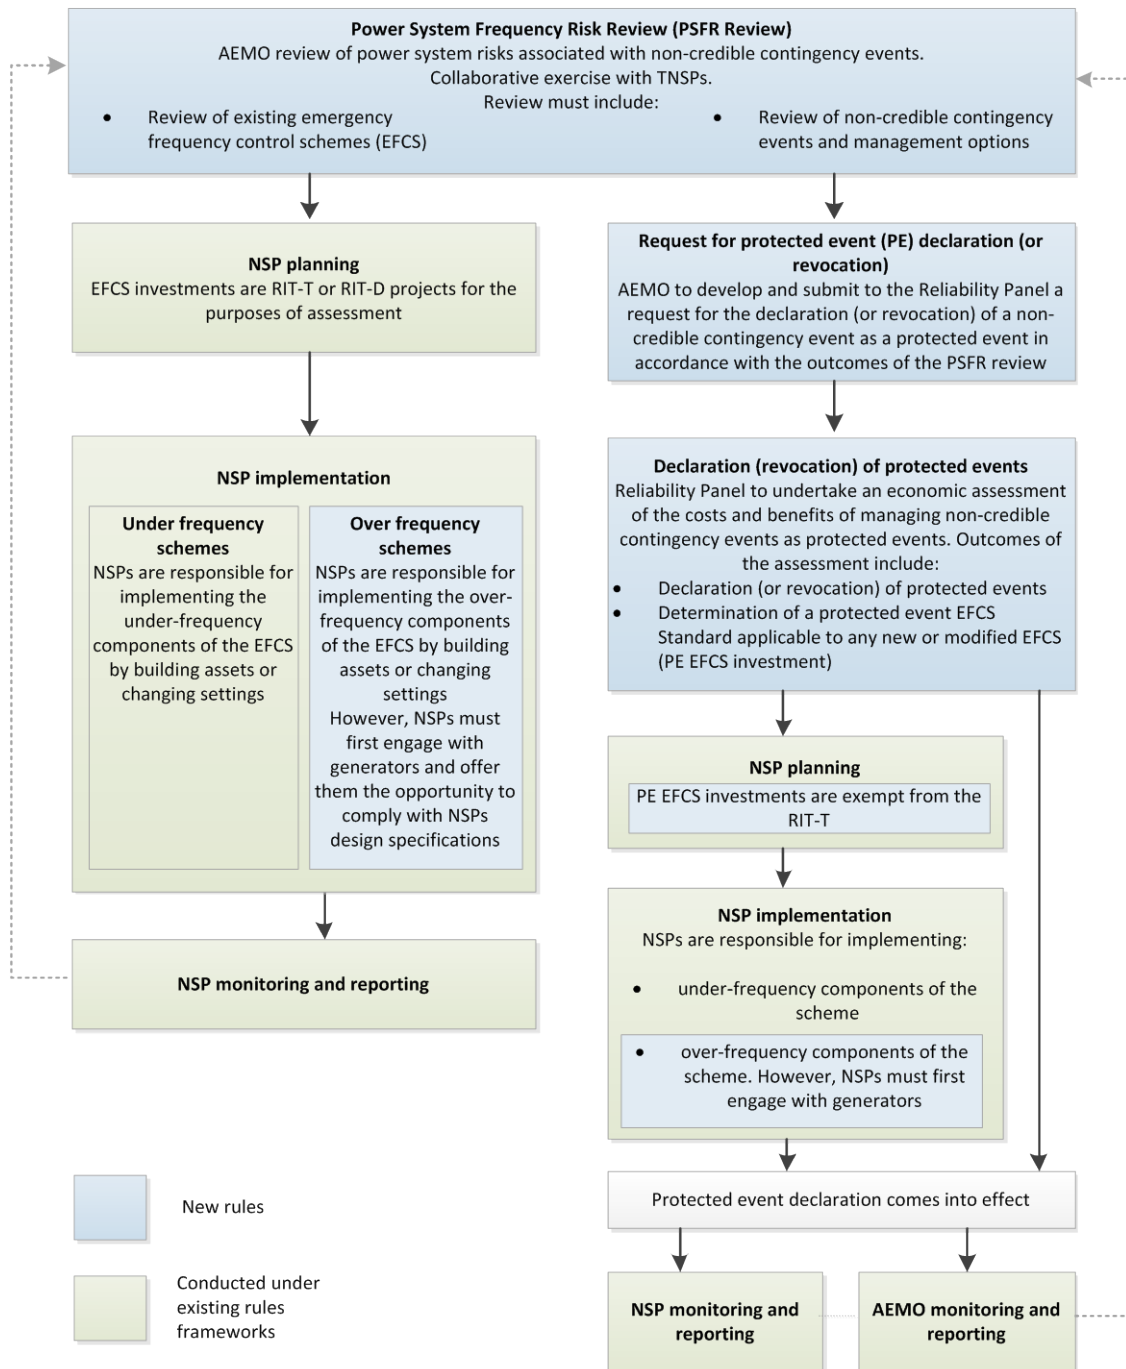 Power System Frequency Risk Review (PSFR Review)
AEMO review of power system risks associated with non-credible contingency events.
Collaborative exercise with TNSPs.
Review must include:
• Review of existing emergency
frequency control schemes (EFCS)
• Review of non-credible contingency
events and management options
NSP planning
EFCS investments are RIT-T or RIT-D projects for the
purposes of assessment
NSP implementation
Under frequency
schemes
NSPs are responsible for
implementing the
under-frequency
components of the EFCS
by building assets or
changing settings
Over frequency
schemes
NSPs are responsible for
implementing the over-
frequency components
of the EFCS by building
assets or changing
settings
However, NSPs must
first engage with
generators and offer
them the opportunity to
comply with NSPs
design specifications
NSP monitoring and reporting
Request for protected event (PE) declaration (or
revocation)
AEMO to develop and submit to the Reliability Panel a
request for the declaration (or revocation) of a non-
credible contingency event as a protected event in
accordance with the outcomes of the PSFR review
Declaration (revocation) of protected events
Reliability Panel to undertake an economic assessment
of the costs and benefits of managing non-credible
contingency events as protected events. Outcomes of
the assessment include:
• Declaration (or revocation) of protected events
• Determination of a protected event EFCS
Standard applicable to any new or modified EFCS
(PE EFCS investment)
NSP planning
PE EFCS investments are exempt from the
RIT-T
NSP implementation
NSPs are responsible for implementing:
• under-frequency components of the
scheme
• over-frequency components of the
scheme. However, NSPs must first
engage with generators
Protected event declaration comes into effect
NSP monitoring and
reporting
AEMO monitoring and
reporting
New rules
Conducted under
existing rules
frameworks